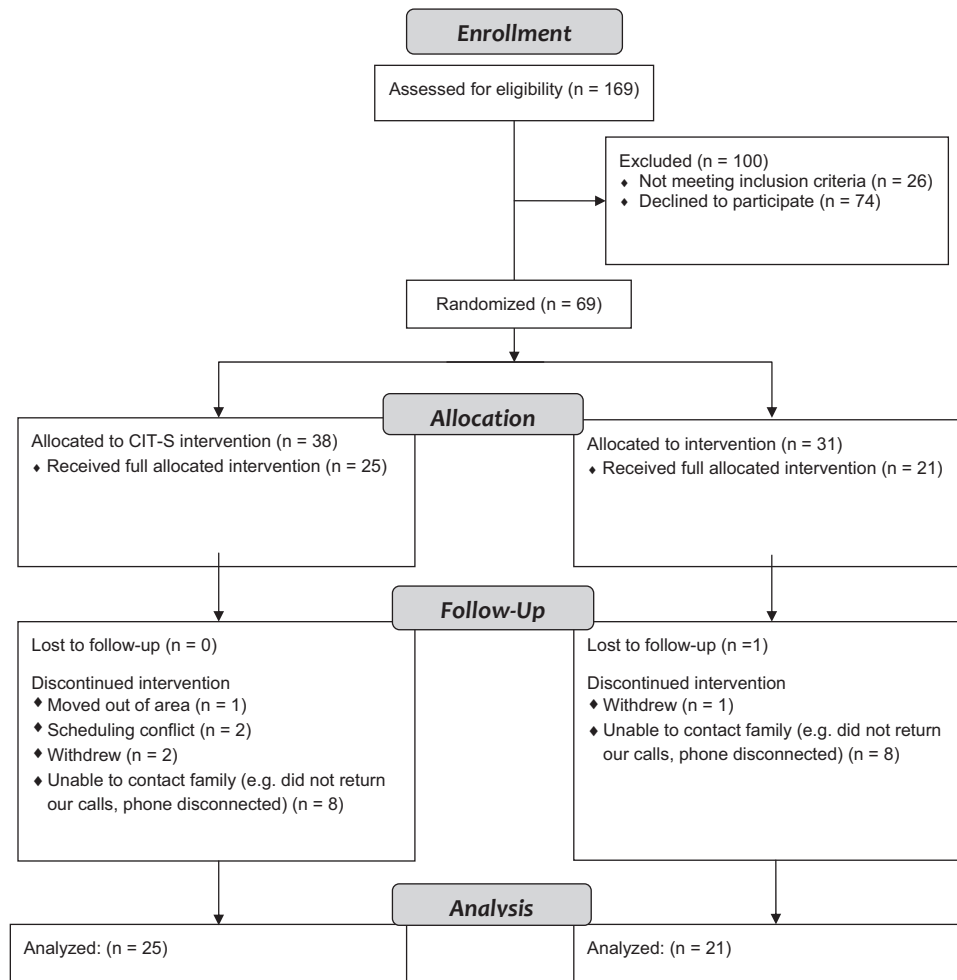 Enrollment
Assessed for eligibility (n = 169)
Excluded (n = 100)
♦ Not meeting inclusion criteria (n = 26)
♦ Declined to participate (n = 74)
Randomized (n = 69)
Allocation
Allocated to CIT-S intervention (n = 38)
♦ Received full allocated intervention (n = 25)
Allocated to intervention (n = 31)
♦ Received full allocated intervention (n = 21)
Follow-Up
Lost to follow-up (n = 0)
Discontinued intervention
♦ Moved out of area (n = 1)
♦ Scheduling conflict (n = 2)
♦ Withdrew (n = 2)
♦ Unable to contact family (e.g. did not return
our calls, phone disconnected) (n = 8)
Lost to follow-up (n =1)
Discontinued intervention
♦ Withdrew (n = 1)
♦ Unable to contact family (e.g. did not return
our calls, phone disconnected) (n = 8)
Analysis
Analyzed: (n = 25)
Analyzed: (n = 21)